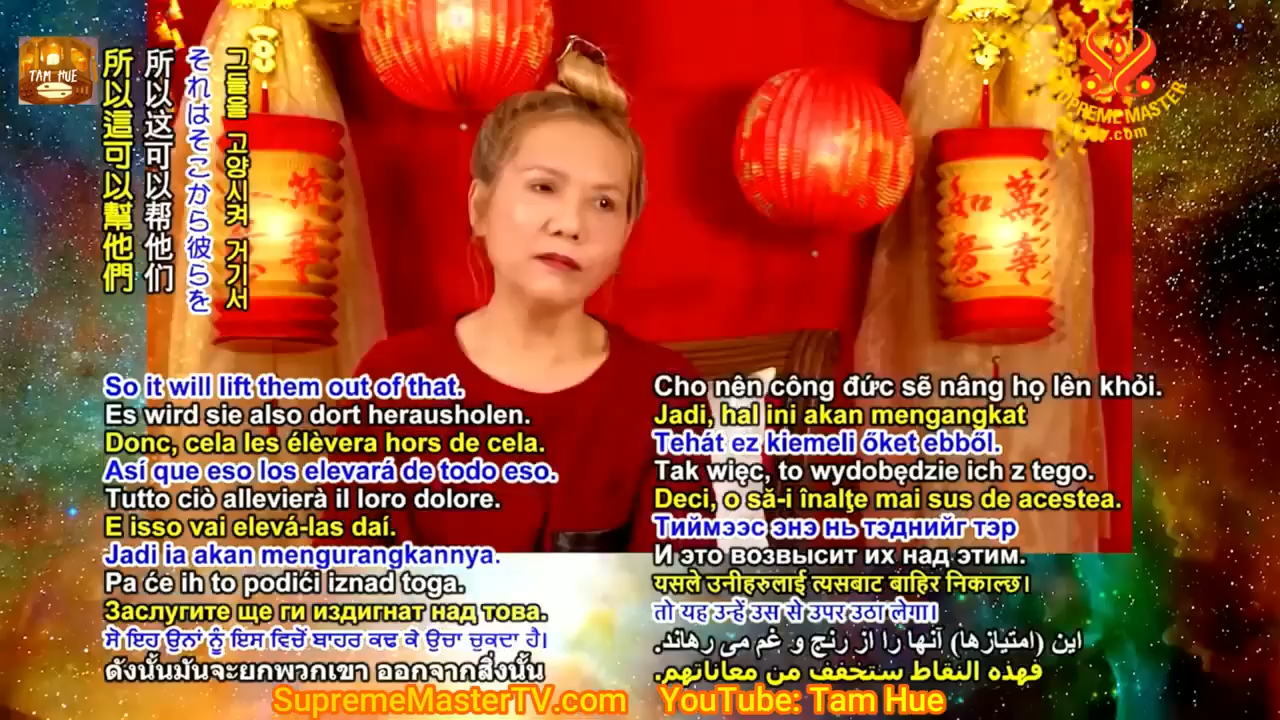 TAM HUE
所以這可以幫他們
所以这可以帮他们
それはそこから彼らを
그들을 고양시켜 거기서
SUPREME MASTER
.com
萬事
如意
So it will lift them out of that.
Es wird sie also dort herausholen.
Donc, cela les élèvera hors de cela.
Así que eso los elevará de todo eso.
Tutto ciò allevierà il loro dolore.
E isso vai elevá-las daí.
Jadi ia akan mengurangkannya.
Pa će ih to podići iznad toga.
Заслугите ще ги издигнат над това.
ਸੋ ਇਹ ਉਨਾਂ ਨੂੰ ਇਸ ਵਿਚੋਂ ਬਾਹਰ ਕਢ ਕੇ ਉਚਾ ਚੁਕਦਾ ਹੈ।
ดังนั้นมันจะยกพวกเขา ออกจากสิ่งนั้น
Cho nên công đức sẽ nâng họ lên khỏi.
Jadi, hal ini akan mengangkat
Tehát ez kiemeli őket ebből.
Tak więc, to wydobędzie ich z tego.
Deci, o să-i înalţe mai sus de acestea.
Тиймээс энэ нь тэднийг тэр
И это возвысит их над этим.
यसले उनीहरुलाई त्यसबाट बाहिर निकाल्छ।
तो यह उन्हें उस से उपर उठा लेगा।
این (امتیازها) آنها را از رنج و غم می رهاند.
فهذه النقاط ستخفف من معاناتهم.
SupremeMasterTV.com
YouTube: Tam Hue